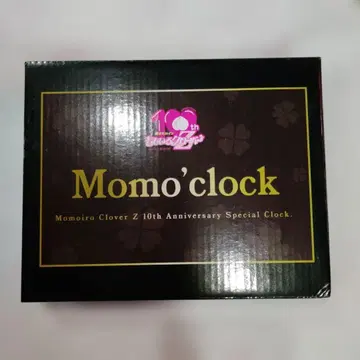 10th
Momo'clock
Momoiro Clover Z 10th Anniversary Special Clock.